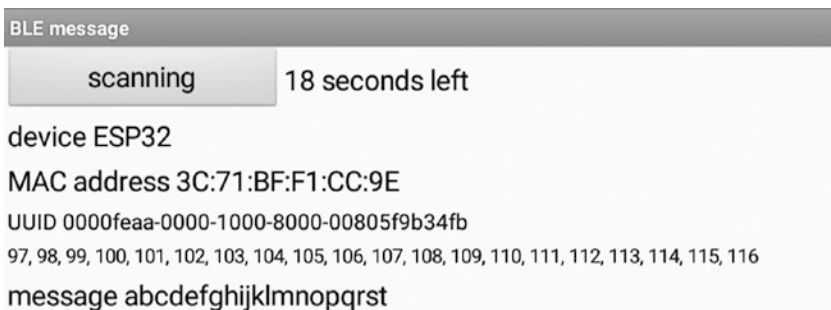 BLE message
scanning 18 seconds left
device ESP32
MAC address 3C:71:BF:F1:CC:9E
UUID 0000feaa-0000-1000-8000-00805f9b34fb
97, 98, 99, 100, 101, 102, 103, 104, 105, 106, 107, 108, 109, 110, 111, 112, 113, 114, 115, 116
message abcdefghijklmnopqrst